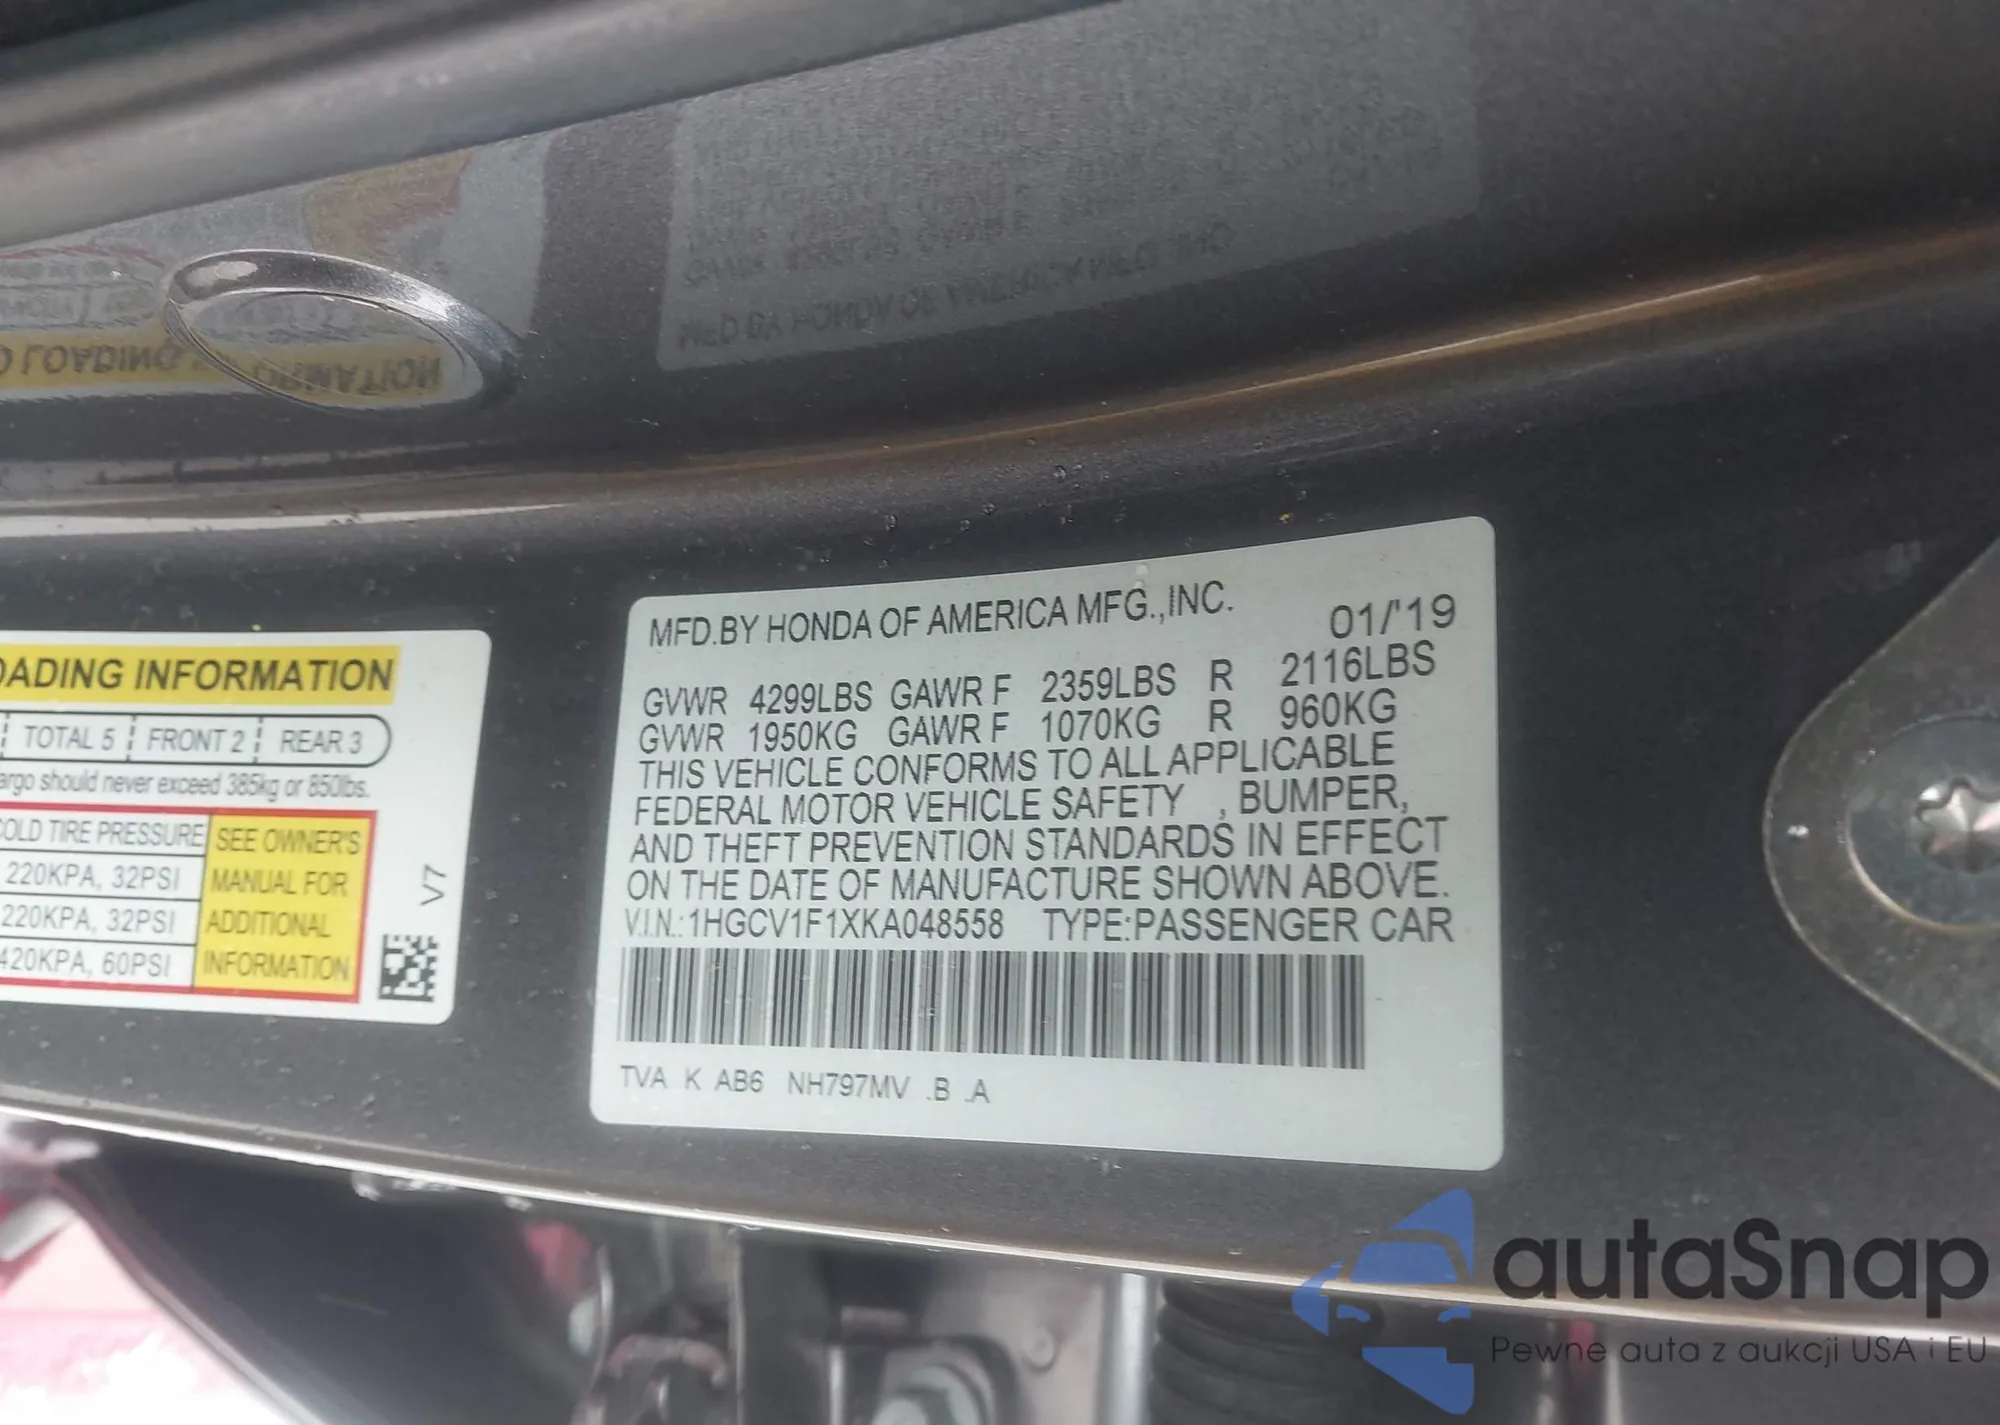 OADING INFORMATION
TOTAL 5 FRONT 2 REAR 3
argo should never exceed 385kg or 850lbs.
COLD TIRE PRESSURE
220KPA, 32PSI
220KPA, 32PSI
420KPA, 60PSI
SEE OWNER'S
MANUAL FOR
ADDITIONAL
INFORMATION
V7
MFD.BY HONDA OF AMERICA MFG.,INC. 01/'19
GVWR 4299LBS GAWR F 2359LBS R 2116LBS
GVWR 1950KG GAWR F 1070KG R 960KG
THIS VEHICLE CONFORMS TO ALL APPLICABLE
FEDERAL MOTOR VEHICLE SAFETY , BUMPER,
AND THEFT PREVENTION STANDARDS IN EFFECT
ON THE DATE OF MANUFACTURE SHOWN ABOVE.
V.I.N.:1HGCV1F1XKA048558 TYPE:PASSENGER CAR
TVA K AB6 NH797MV .B .A
autaSnap
Pewne auta z aukcji USA i EU